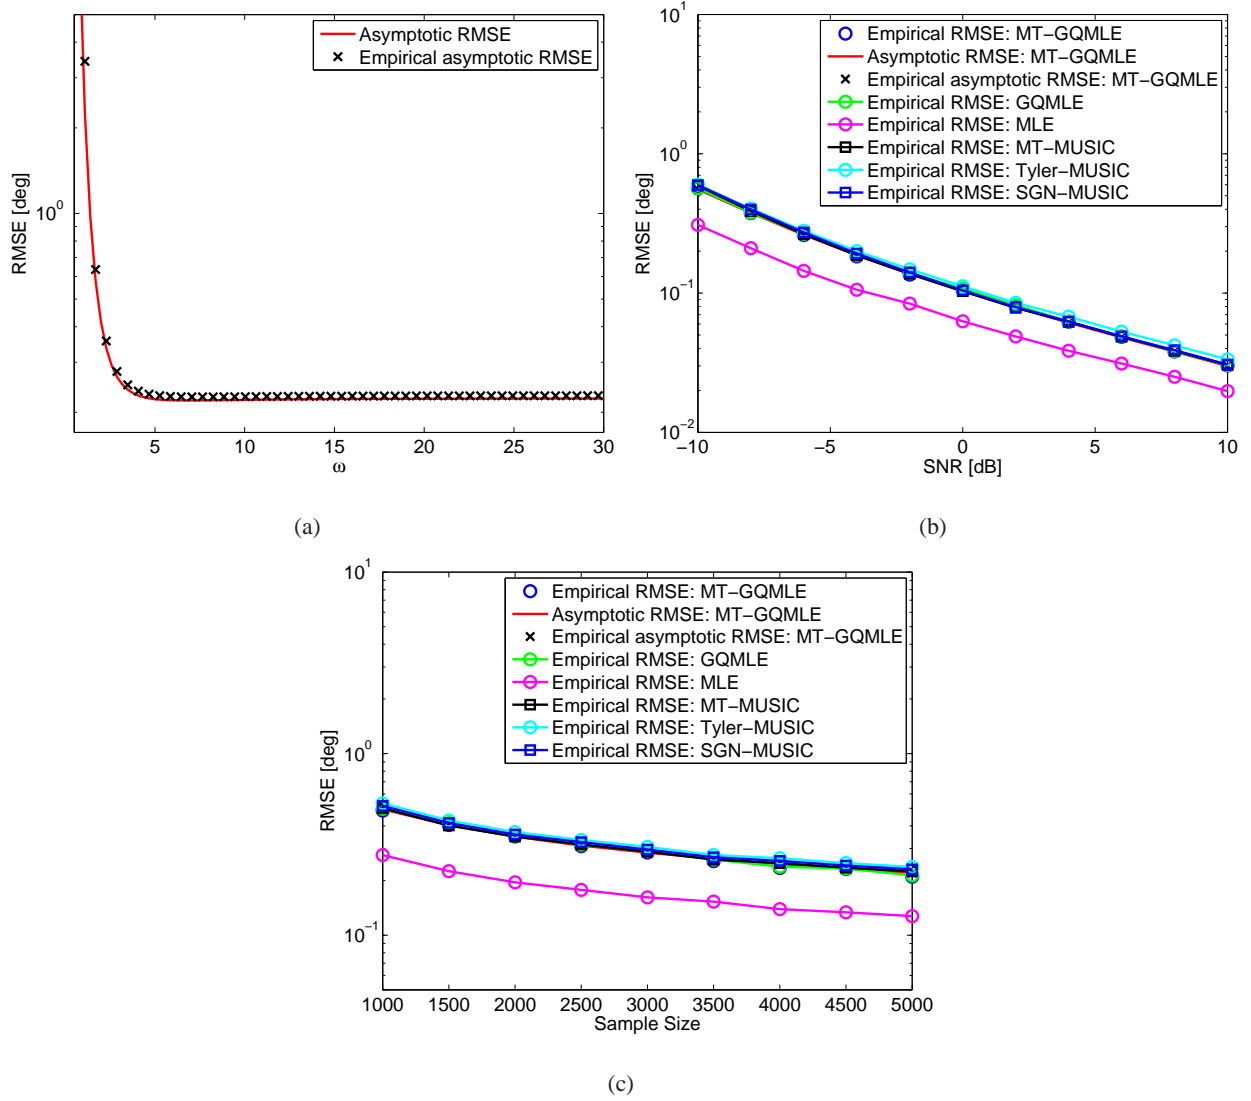 Asymptotic RMSE
Empirical asymptotic RMSE
10^0
RMSE [deg]
5 10 15 20 25 30
ω
(a)
Empirical RMSE: MT-GQMLE
Asymptotic RMSE: MT-GQMLE
Empirical asymptotic RMSE: MT-GQMLE
Empirical RMSE: GQMLE
Empirical RMSE: MLE
Empirical RMSE: MT-MUSIC
Empirical RMSE: Tyler-MUSIC
Empirical RMSE: SGN-MUSIC
10^1
10^0
10^-1
10^-2
RMSE [deg]
-10 -5 0 5 10
SNR [dB]
(b)
Empirical RMSE: MT-GQMLE
Asymptotic RMSE: MT-GQMLE
Empirical asymptotic RMSE: MT-GQMLE
Empirical RMSE: GQMLE
Empirical RMSE: MLE
Empirical RMSE: MT-MUSIC
Empirical RMSE: Tyler-MUSIC
Empirical RMSE: SGN-MUSIC
10^1
10^0
10^-1
RMSE [deg]
1000 1500 2000 2500 3000 3500 4000 4500 5000
Sample Size
(c)